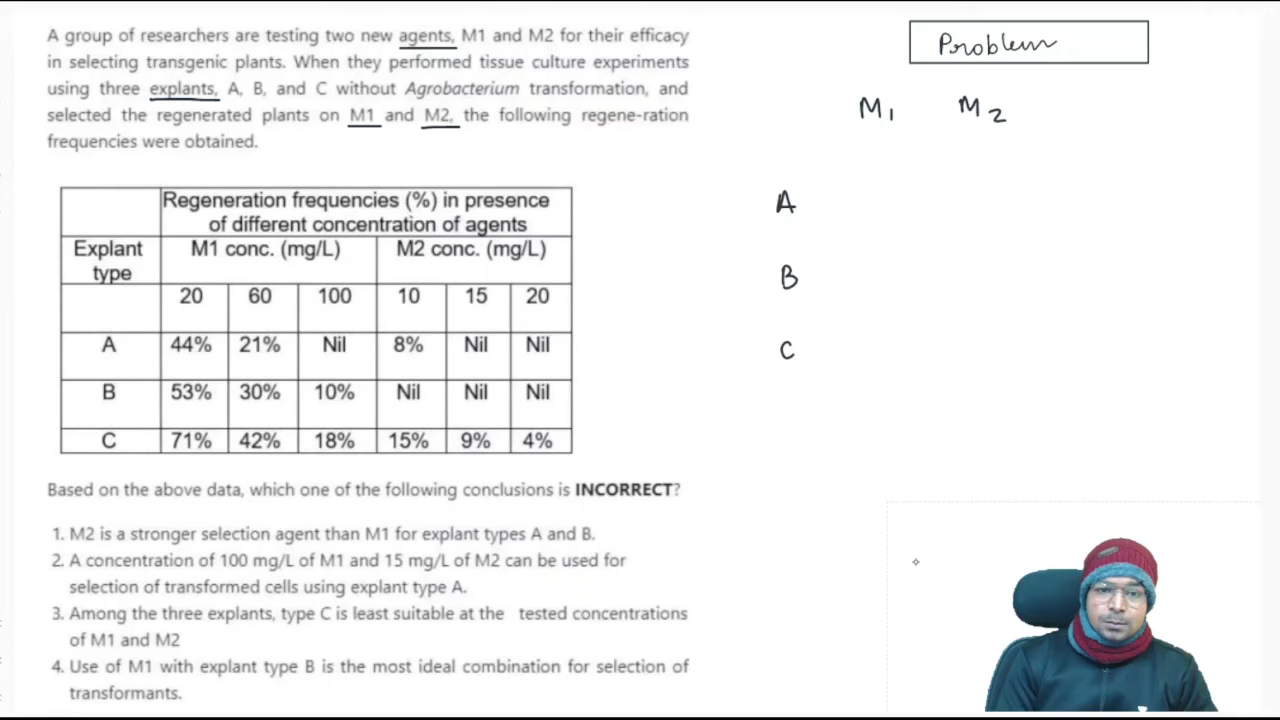 A group of researchers are testing two new agents, M1 and M2 for their efficacy
in selecting transgenic plants. When they performed tissue culture experiments
using three explants, A, B, and C without Agrobacterium transformation, and
selected the regenerated plants on M1 and M2, the following regene-ration
frequencies were obtained.
Regeneration frequencies (%) in presence
of different concentration of agents
Explant type M1 conc. (mg/L) M2 conc. (mg/L)
20 60 100 10 15 20
A 44% 21% Nil 8% Nil Nil
B 53% 30% 10% Nil Nil Nil
C 71% 42% 18% 15% 9% 4%
Based on the above data, which one of the following conclusions is INCORRECT?
1. M2 is a stronger selection agent than M1 for explant types A and B.
2. A concentration of 100 mg/L of M1 and 15 mg/L of M2 can be used for
selection of transformed cells using explant type A.
3. Among the three explants, type C is least suitable at the tested concentrations
of M1 and M2
4. Use of M1 with explant type B is the most ideal combination for selection of
transformants.
Problem
M1 M2
A
B
C